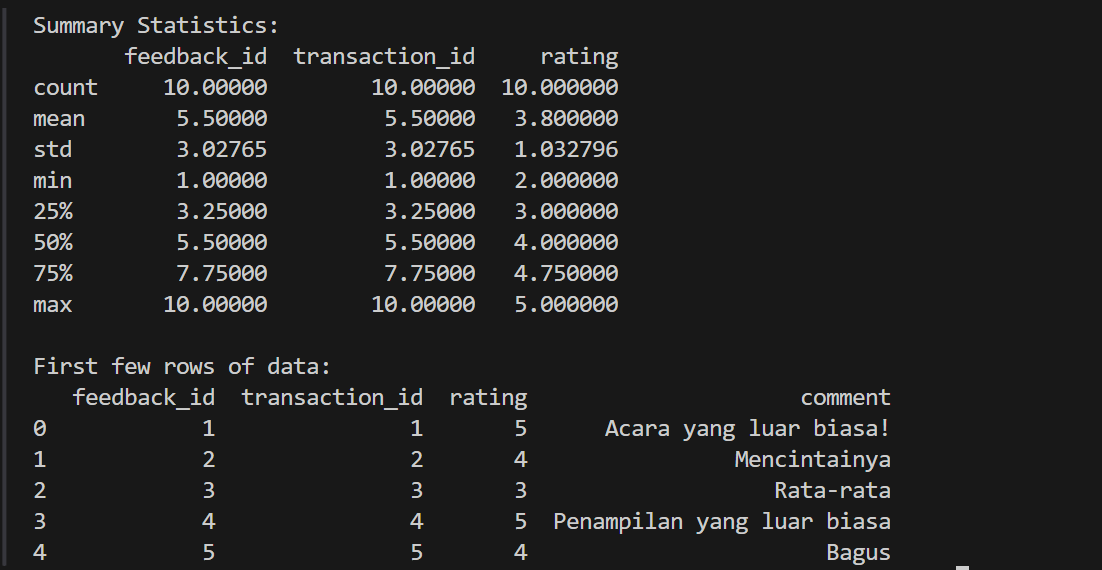 Summary Statistics:
feedback_id transaction_id rating
count 10.00000 10.00000 10.000000
mean 5.50000 5.50000 3.800000
std 3.02765 3.02765 1.032796
min 1.00000 1.00000 2.000000
25% 3.25000 3.25000 3.000000
50% 5.50000 5.50000 4.000000
75% 7.75000 7.75000 4.750000
max 10.00000 10.00000 5.000000
First few rows of data:
feedback_id transaction_id rating comment
0 1 1 5 Acara yang luar biasa!
1 2 2 4 Mencintainya
2 3 3 3 Rata-rata
3 4 4 5 Penampilan yang luar biasa
4 5 5 4 Bagus